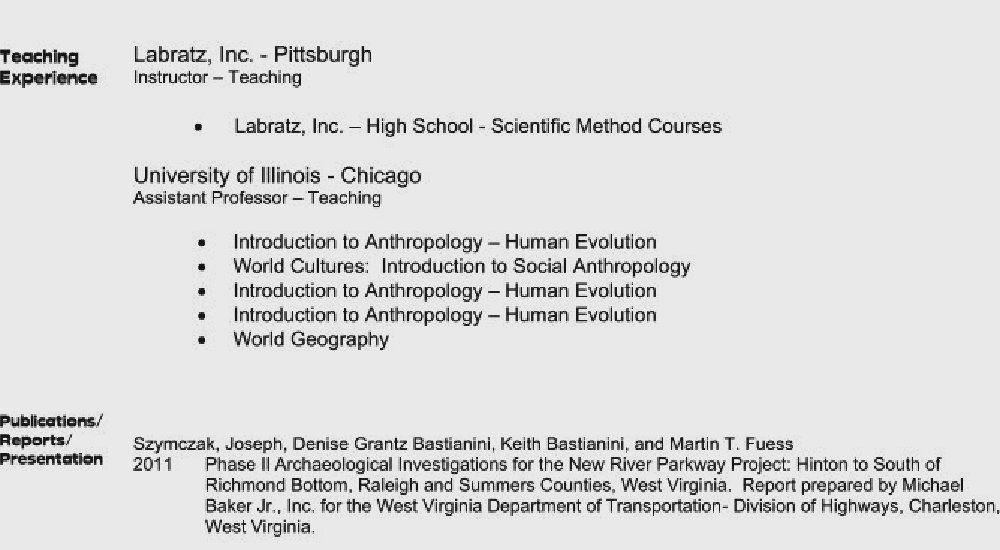 Teaching
Experience
Labratz, Inc. - Pittsburgh
Instructor – Teaching
• Labratz, Inc. – High School - Scientific Method Courses
University of Illinois - Chicago
Assistant Professor – Teaching
• Introduction to Anthropology – Human Evolution
• World Cultures:  Introduction to Social Anthropology
• Introduction to Anthropology – Human Evolution
• Introduction to Anthropology – Human Evolution
• World Geography
Publications/
Reports/
Presentation
Szymczak, Joseph, Denise Grantz Bastianini, Keith Bastianini, and Martin T. Fuess
2011 Phase II Archaeological Investigations for the New River Parkway Project: Hinton to South of
Richmond Bottom, Raleigh and Summers Counties, West Virginia.  Report prepared by Michael
Baker Jr., Inc. for the West Virginia Department of Transportation- Division of Highways, Charleston,
West Virginia.